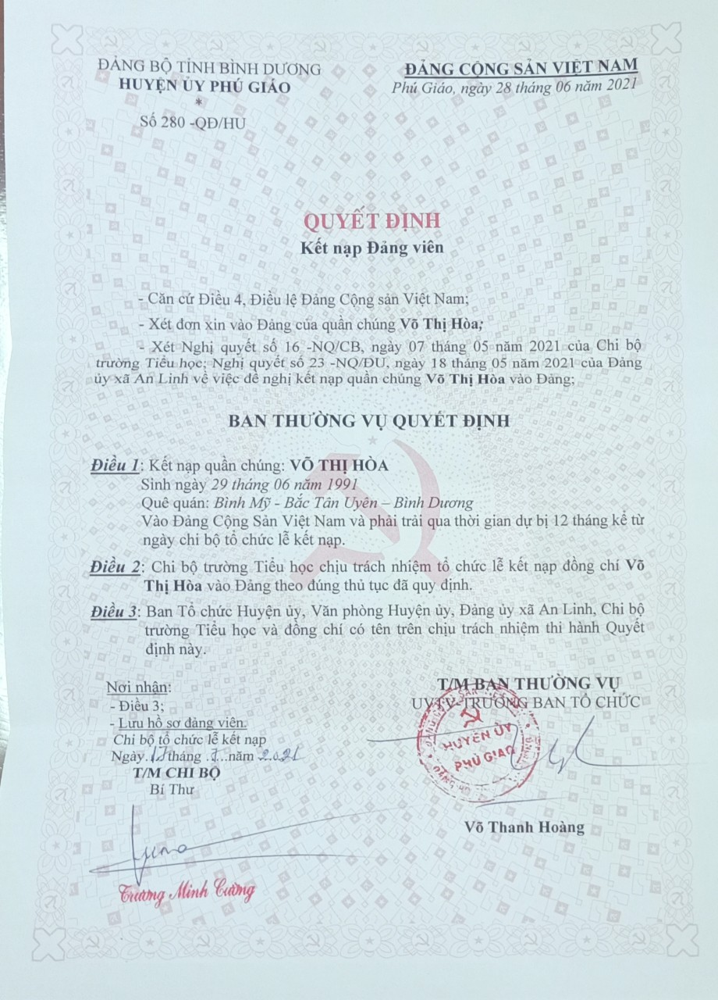 ĐẢNG BỘ TỈNH BÌNH DƯƠNG
HUYỆN ỦY PHÚ GIÁO
*
Số 280 -QĐ/HU
ĐẢNG CỘNG SẢN VIỆT NAM
Phú Giáo, ngày 28 tháng 06 năm 2021
QUYẾT ĐỊNH
Kết nạp Đảng viên
- Căn cứ Điều 4, Điều lệ Đảng Cộng sản Việt Nam;
- Xét đơn xin vào Đảng của quần chúng Võ Thị Hòa;
- Xét Nghị quyết số 16 -NQ/CB, ngày 07 tháng 05 năm 2021 của Chi bộ
trường Tiểu học; Nghị quyết số 23 -NQ/ĐU, ngày 18 tháng 05 năm 2021 của Đảng
ủy xã An Linh về việc đề nghị kết nạp quần chúng Võ Thị Hòa vào Đảng;
BAN THƯỜNG VỤ QUYẾT ĐỊNH
Điều 1: Kết nạp quần chúng: VÕ THỊ HÒA
Sinh ngày 29 tháng 06 năm 1991
Quê quán: Bình Mỹ - Bắc Tân Uyên – Bình Dương
Vào Đảng Cộng Sản Việt Nam và phải trải qua thời gian dự bị 12 tháng kể từ
ngày chi bộ tổ chức lễ kết nạp.
Điều 2: Chi bộ trường Tiểu học chịu trách nhiệm tổ chức lễ kết nạp đồng chí Võ
Thị Hòa vào Đảng theo đúng thủ tục đã quy định.
Điều 3: Ban Tổ chức Huyện ủy, Văn phòng Huyện ủy, Đảng ủy xã An Linh, Chi bộ
trường Tiểu học và đồng chí có tên trên chịu trách nhiệm thi hành Quyết
định này.
Nơi nhận:
- Điều 3;
- Lưu hồ sơ đảng viên.
Chi bộ tổ chức lễ kết nạp
Ngày tháng 7 năm 2021
T/M CHI BỘ
Bí Thư
Trương Minh Cường
T/M BAN THƯỜNG VỤ
UVTV-TRƯỞNG BAN TỔ CHỨC
HUYỆN ỦY
PHÚ GIÁO
Võ Thanh Hoàng